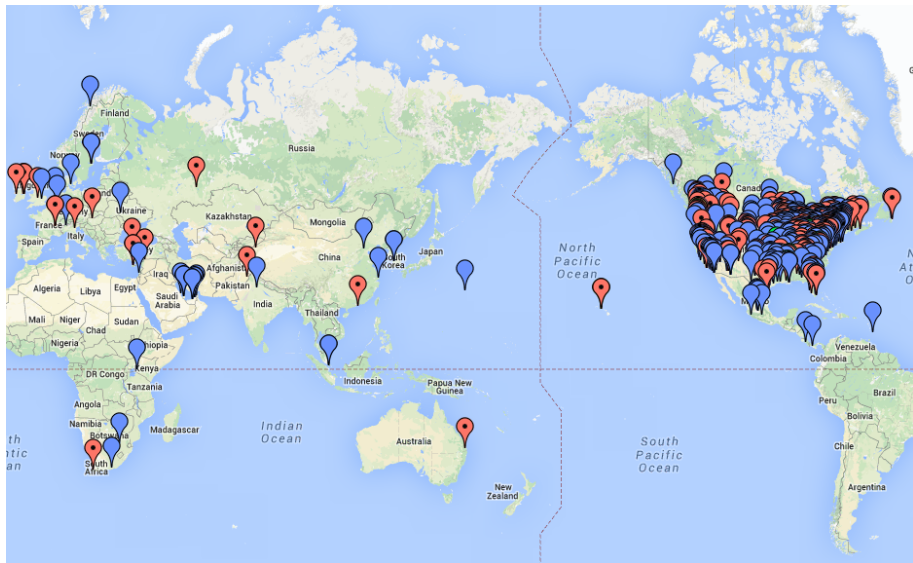 Finland
Sweden
Norway
Russia
Ukraine
France
Italy
Spain
Kazakhstan
Mongolia
China
South
Korea
Japan
Afghanistan
Pakistan
Iraq
Algeria
Libya
Egypt
Saudi
Arabia
India
Thailand
Mali
Niger
Chad
Sudan
Nigeria
Ethiopia
DR Congo
Kenya
Tanzania
Angola
Namibia
Botswana
Madagascar
South
Africa
Indonesia
Papua New
Guinea
Indian
Ocean
Australia
New
Zealand
North
Pacific
Ocean
South
Pacific
Ocean
Canada
Venezuela
Colombia
Peru
Brazil
Bolivia
Chile
Argentina